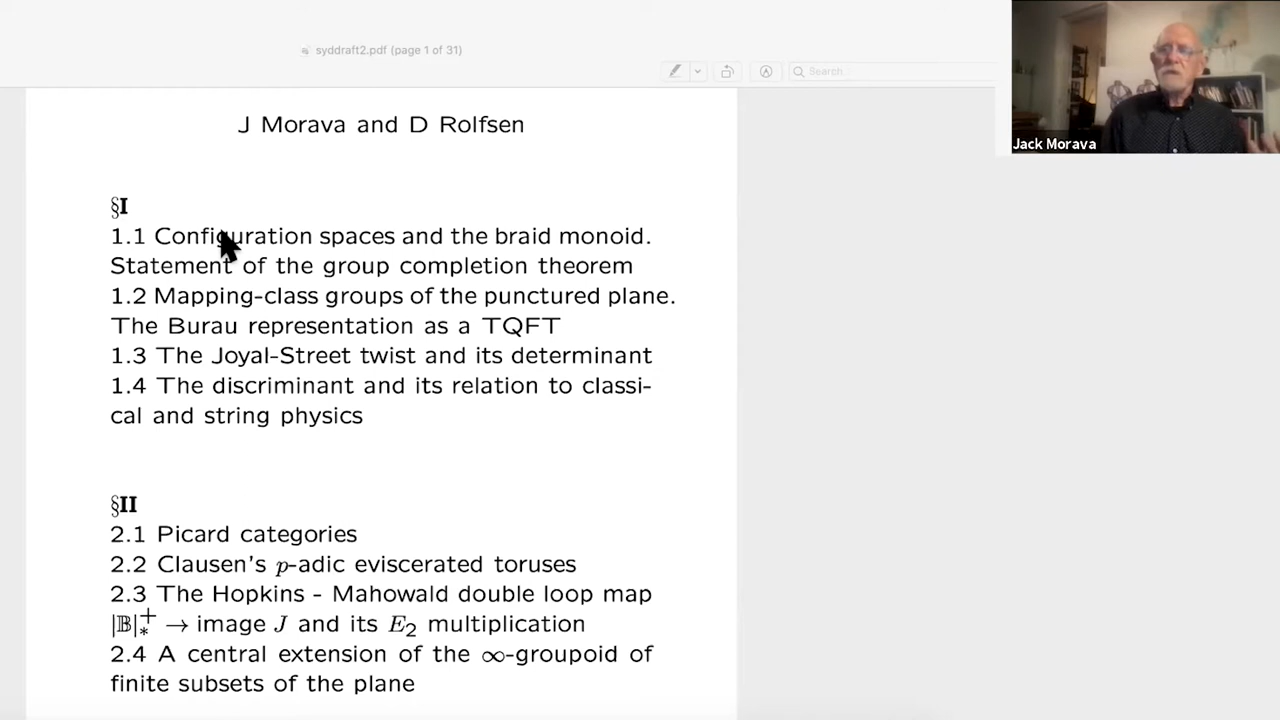 syddraft2.pdf (page 1 of 31)
Search
J Morava and D Rolfsen
§I
1.1 Configuration spaces and the braid monoid.
Statement of the group completion theorem
1.2 Mapping-class groups of the punctured plane.
The Burau representation as a TQFT
1.3 The Joyal-Street twist and its determinant
1.4 The discriminant and its relation to classi-
cal and string physics
§II
2.1 Picard categories
2.2 Clausen's p-adic eviscerated toruses
2.3 The Hopkins - Mahowald double loop map
|𝔹|⁺_* → image J and its E₂ multiplication
2.4 A central extension of the ∞-groupoid of
finite subsets of the plane
Jack Morava